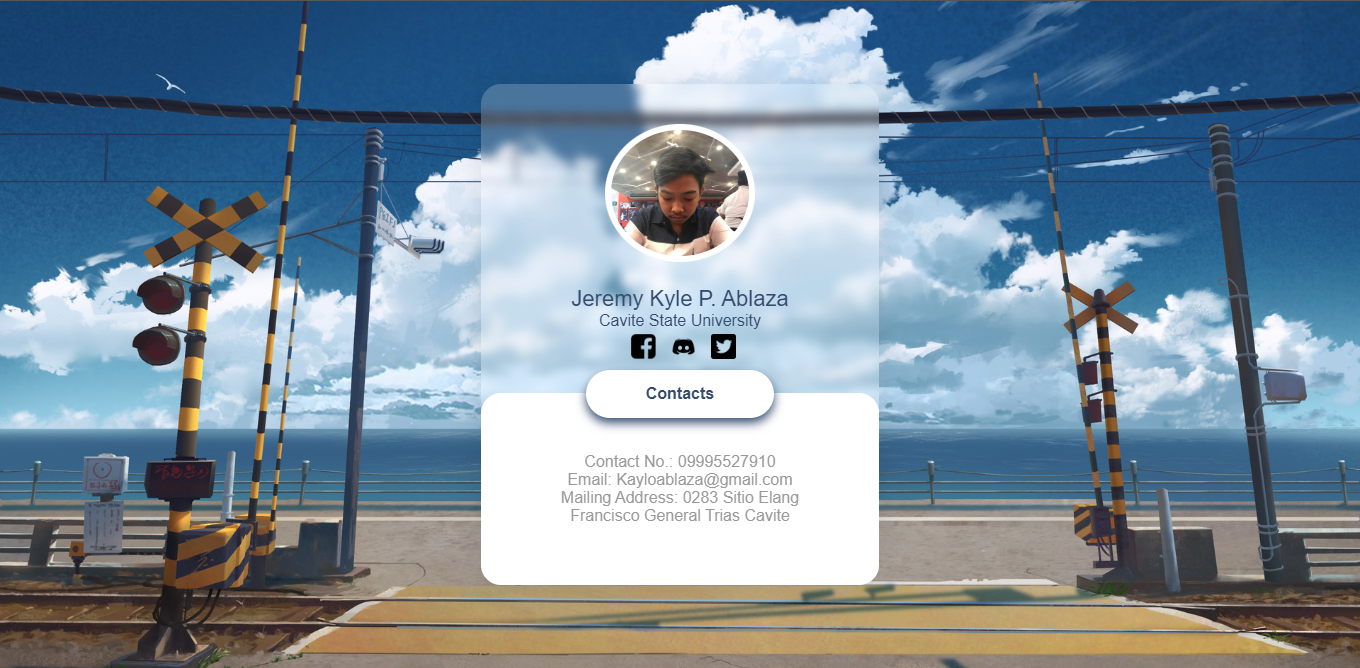 Jeremy Kyle P. Ablaza
Cavite State University
Contacts
Contact No.: 09995527910
Email: Kayloablaza@gmail.com
Mailing Address: 0283 Sitio Elang
Francisco General Trias Cavite